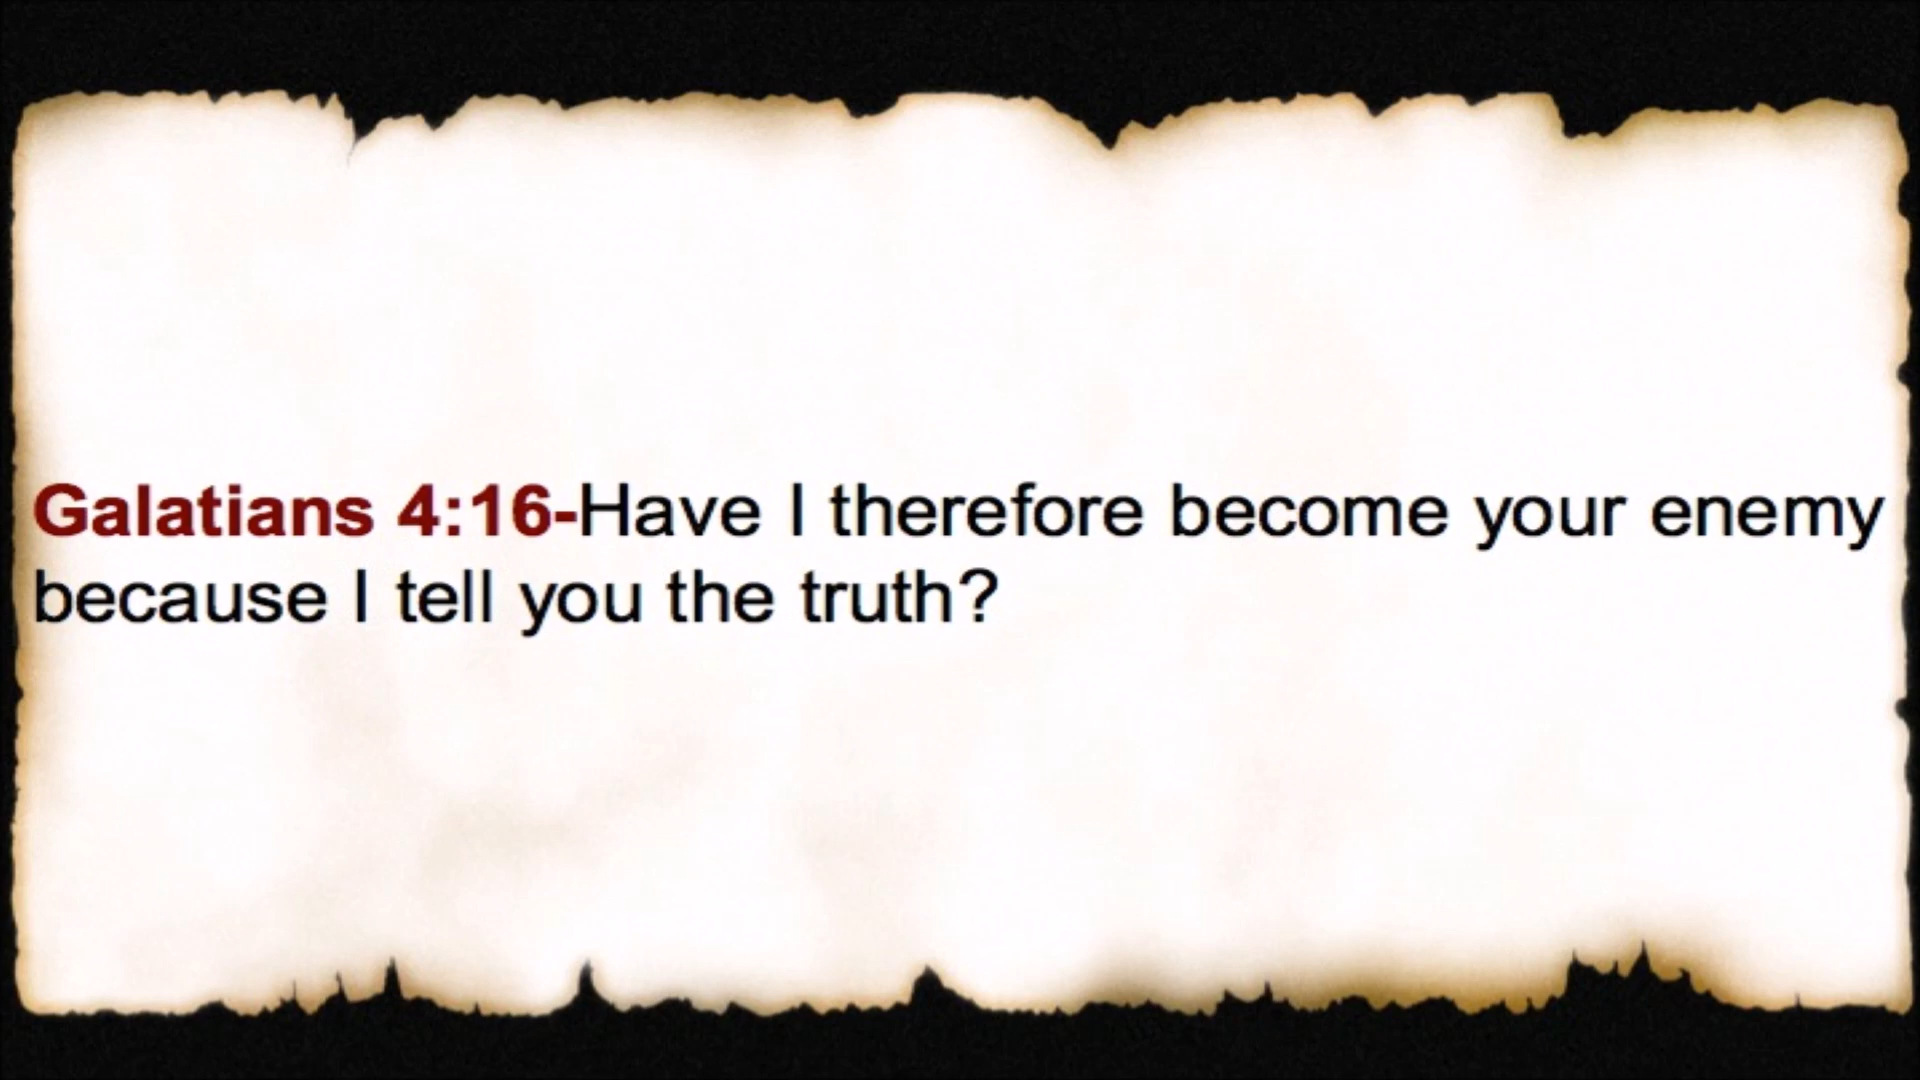 Galatians 4:16-Have I therefore become your enemy
because I tell you the truth?